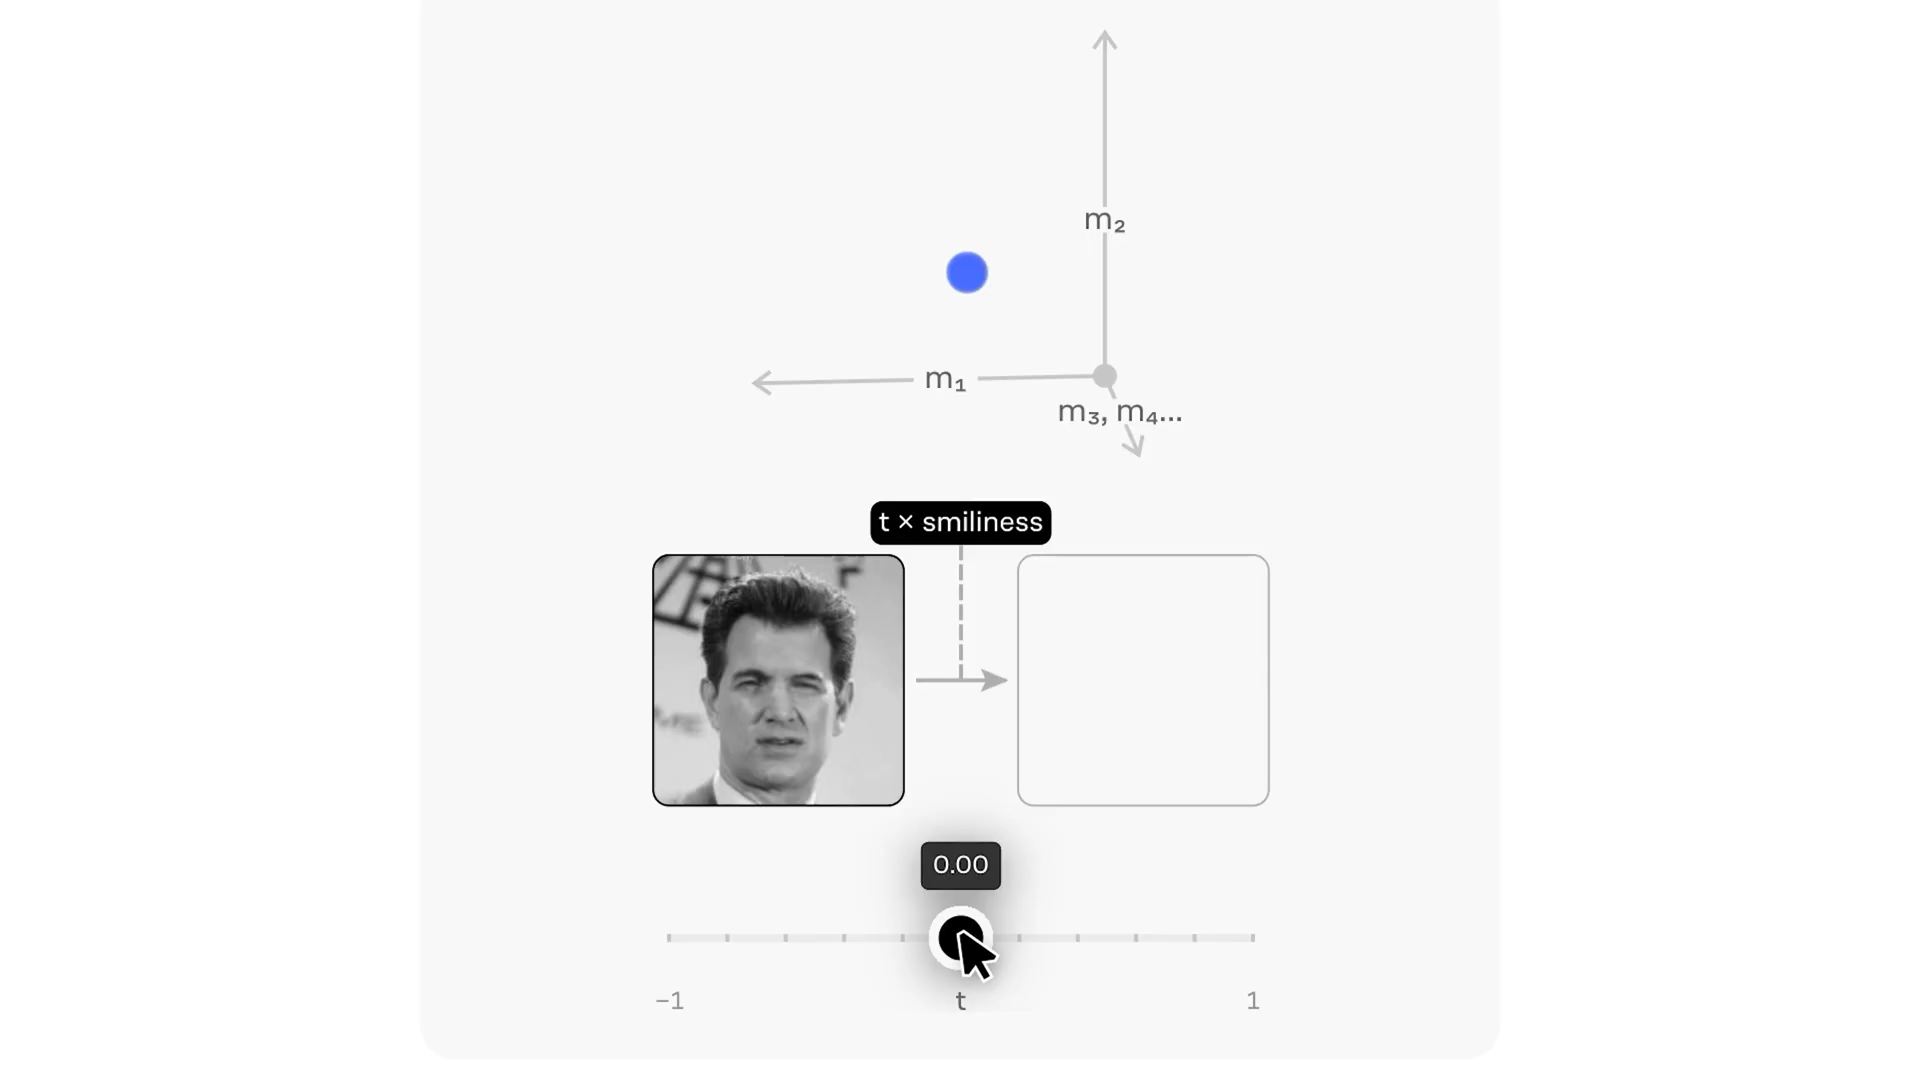 m₂
m₁
m₃, m₄...
t × smiliness
0.00
−1
t
1